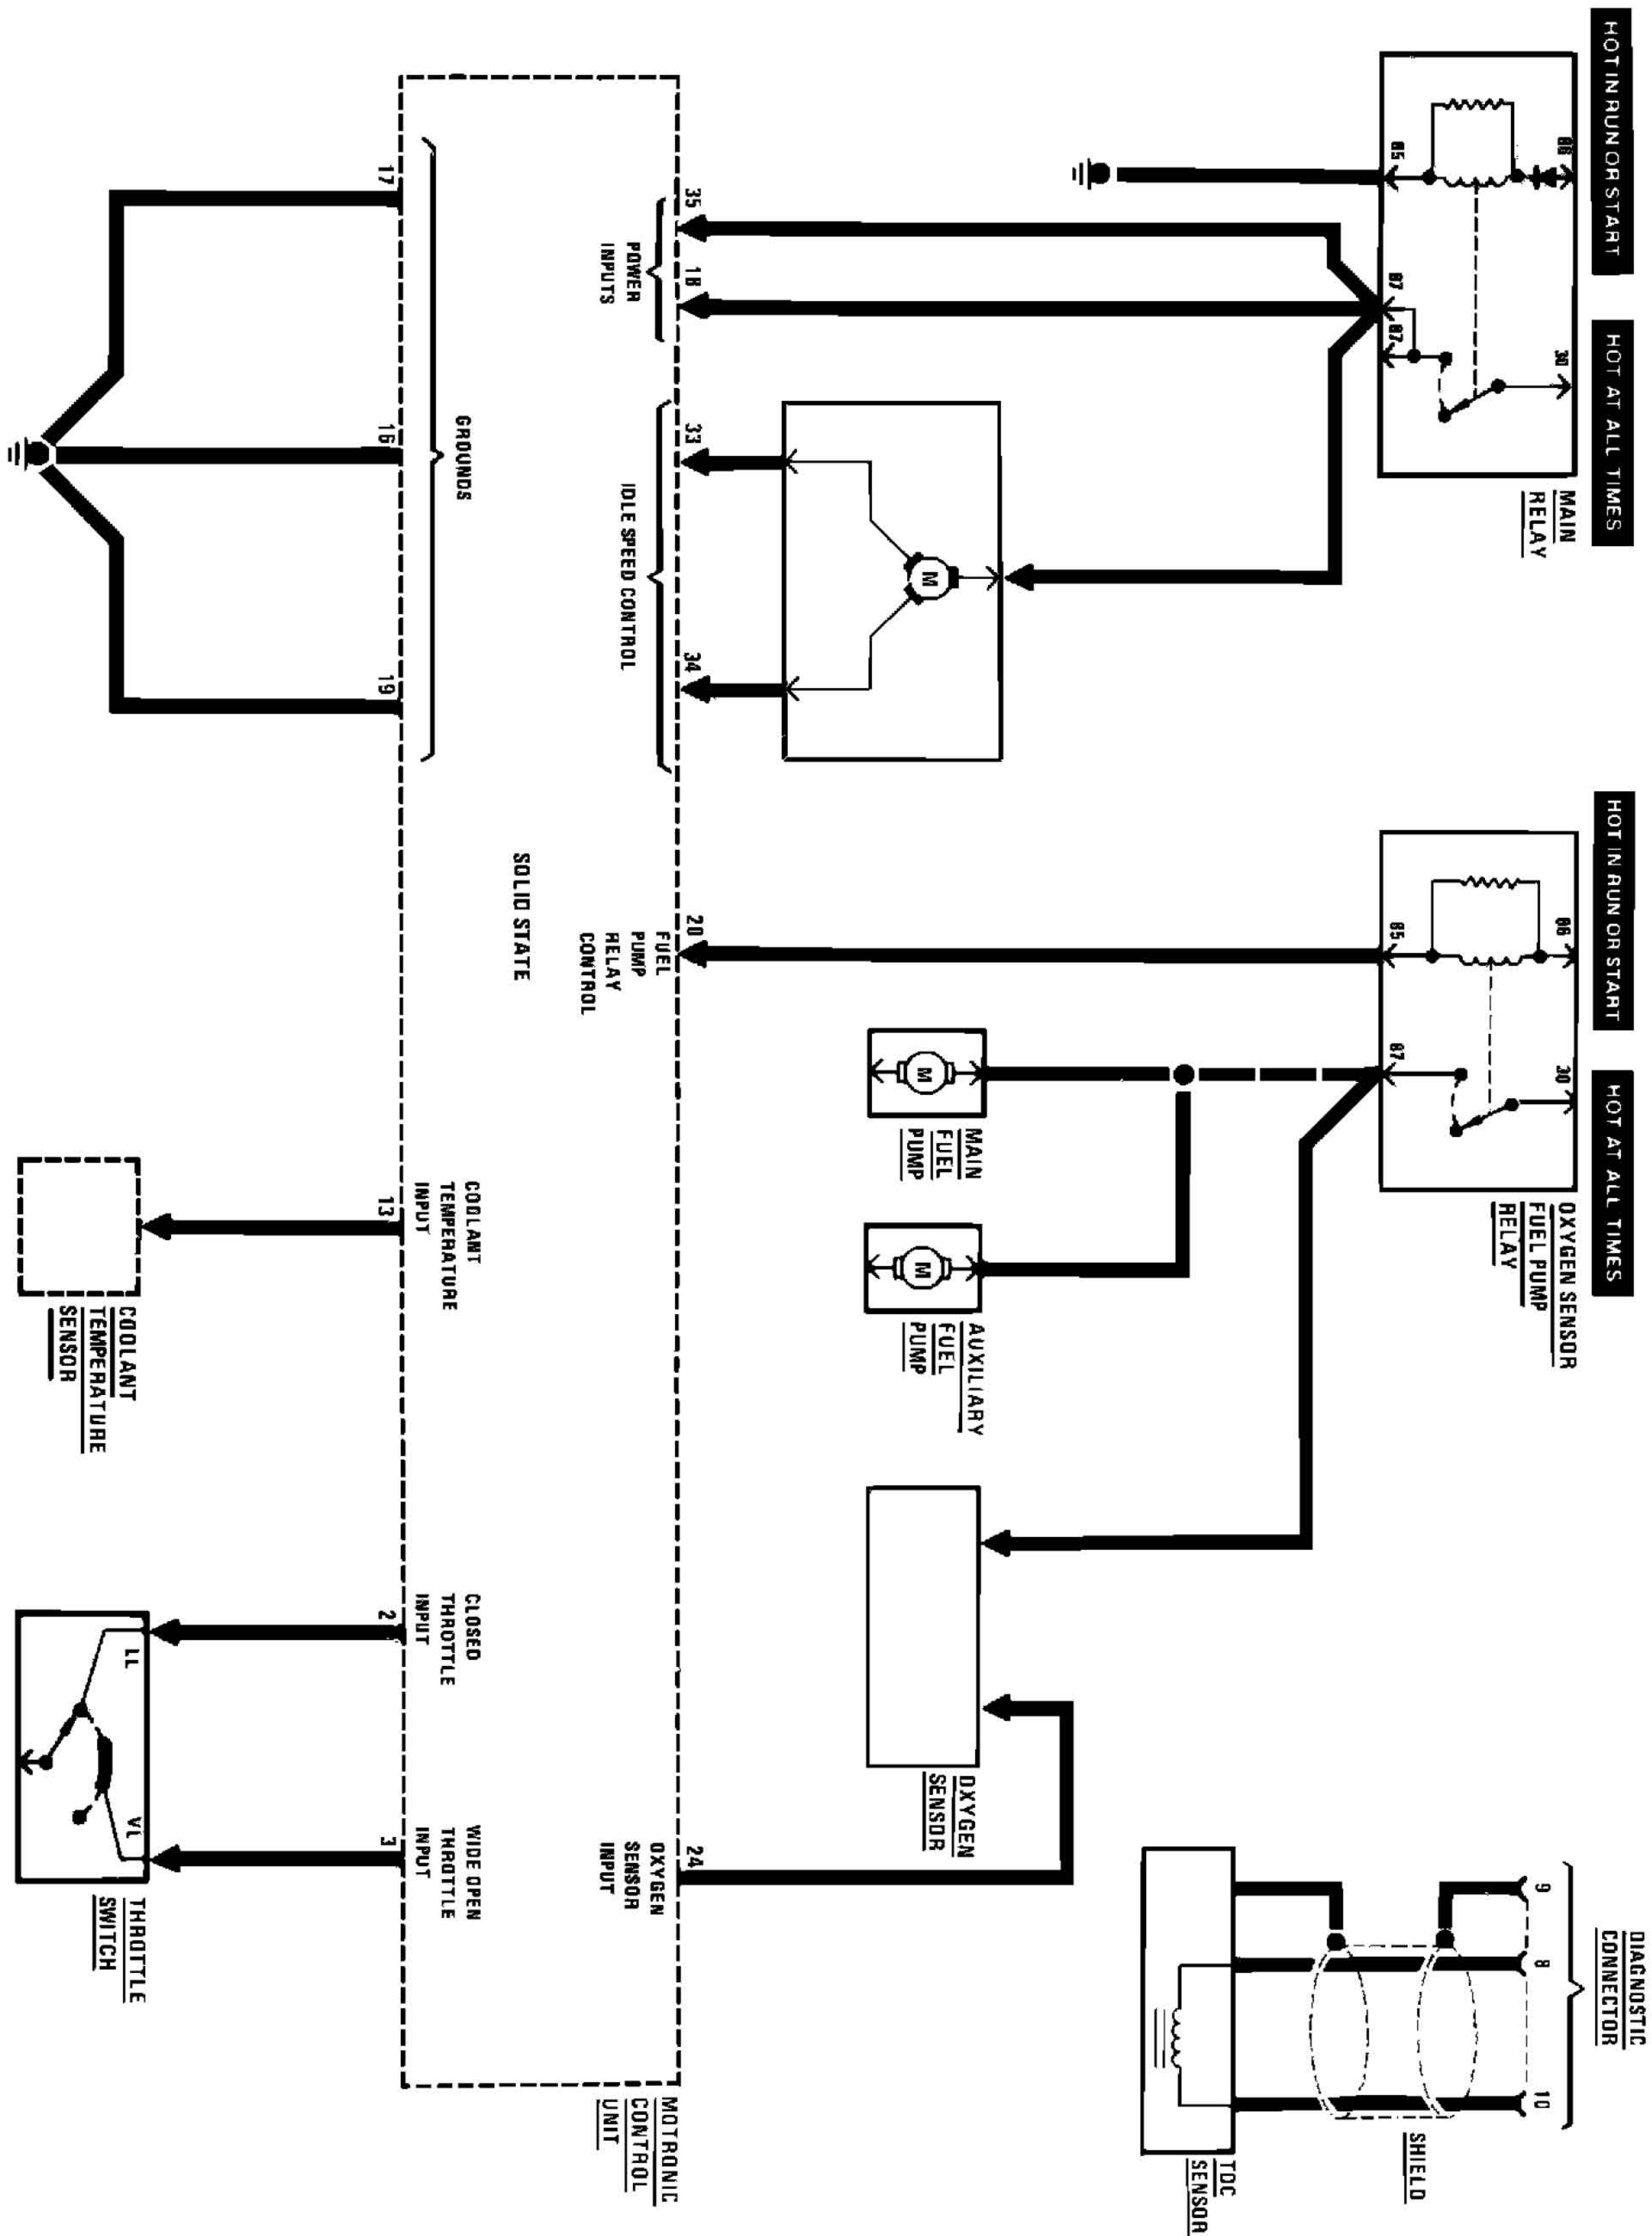 HOT IN RUN OR START
HOT AT ALL TIMES
HOT IN RUN OR START
HOT AT ALL TIMES
DIAGNOSTIC
CONNECTOR
86
30
86
30
9
8
10
85
87
87
85
87
MAIN
RELAY
OXYGEN SENSOR
FUEL PUMP
RELAY
SHIELD
TDC
SENSOR
M
M
MAIN
FUEL
PUMP
M
AUXILIARY
FUEL
PUMP
OXYGEN
SENSOR
35
18
33
34
20
24
POWER
INPUTS
IDLE SPEED CONTROL
FUEL
PUMP
RELAY
CONTROL
OXYGEN
SENSOR
INPUT
MOTRONIC
CONTROL
UNIT
SOLID STATE
GROUNDS
COOLANT
TEMPERATURE
INPUT
CLOSED
THROTTLE
INPUT
WIDE OPEN
THROTTLE
INPUT
17
16
19
13
2
3
LL
VL
COOLANT
TEMPERATURE
SENSOR
THROTTLE
SWITCH